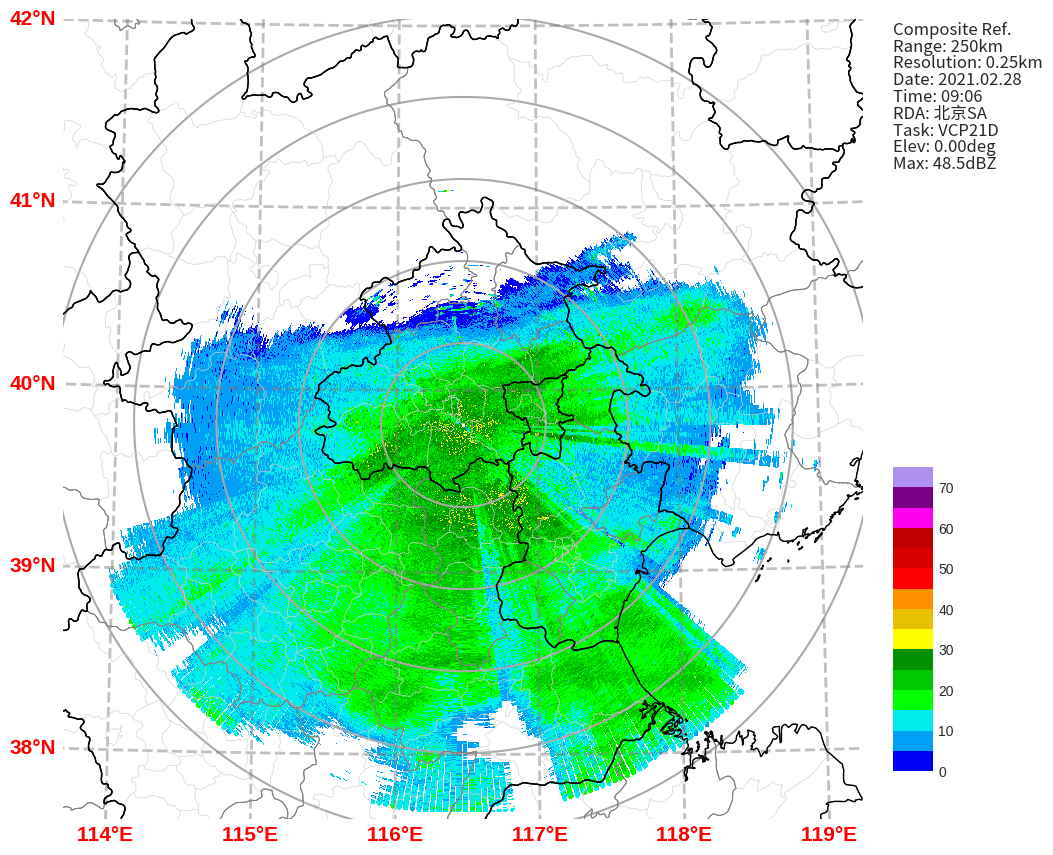 42°N
41°N
40°N
39°N
38°N
114°E
115°E
116°E
117°E
118°E
119°E
Composite Ref.
Range: 250km
Resolution: 0.25km
Date: 2021.02.28
Time: 09:06
RDA: 北京SA
Task: VCP21D
Elev: 0.00deg
Max: 48.5dBZ
70
60
50
40
30
20
10
0